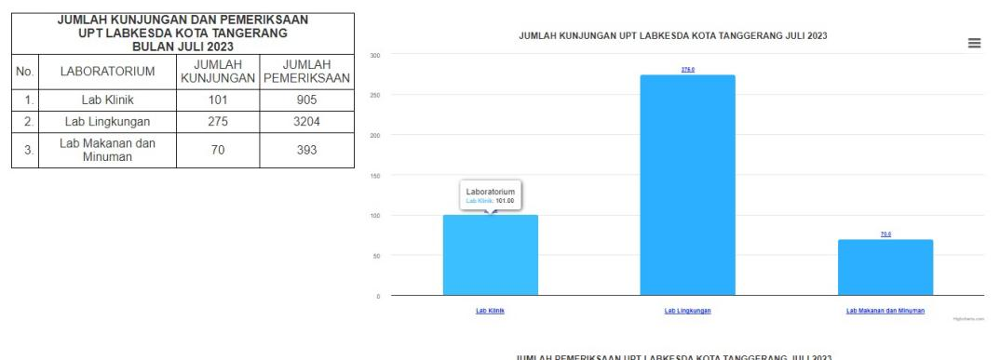 JUMLAH KUNJUNGAN DAN PEMERIKSAAN
UPT LABKESDA KOTA TANGERANG
BULAN JULI 2023
No. LABORATORIUM JUMLAH KUNJUNGAN JUMLAH PEMERIKSAAN
1. Lab Klinik 101 905
2. Lab Lingkungan 275 3204
3. Lab Makanan dan Minuman 70 393
JUMLAH KUNJUNGAN UPT LABKESDA KOTA TANGGERANG JULI 2023
300
250
200
150
100
50
0
275.0
Laboratorium
Lab Klinik: 101.00
70.0
Lab Klinik
Lab Lingkungan
Lab Makanan dan Minuman
Highcharts.com
JUMLAH PEMERIKSAAN UPT LABKESDA KOTA TANGGERANG JULI 2023